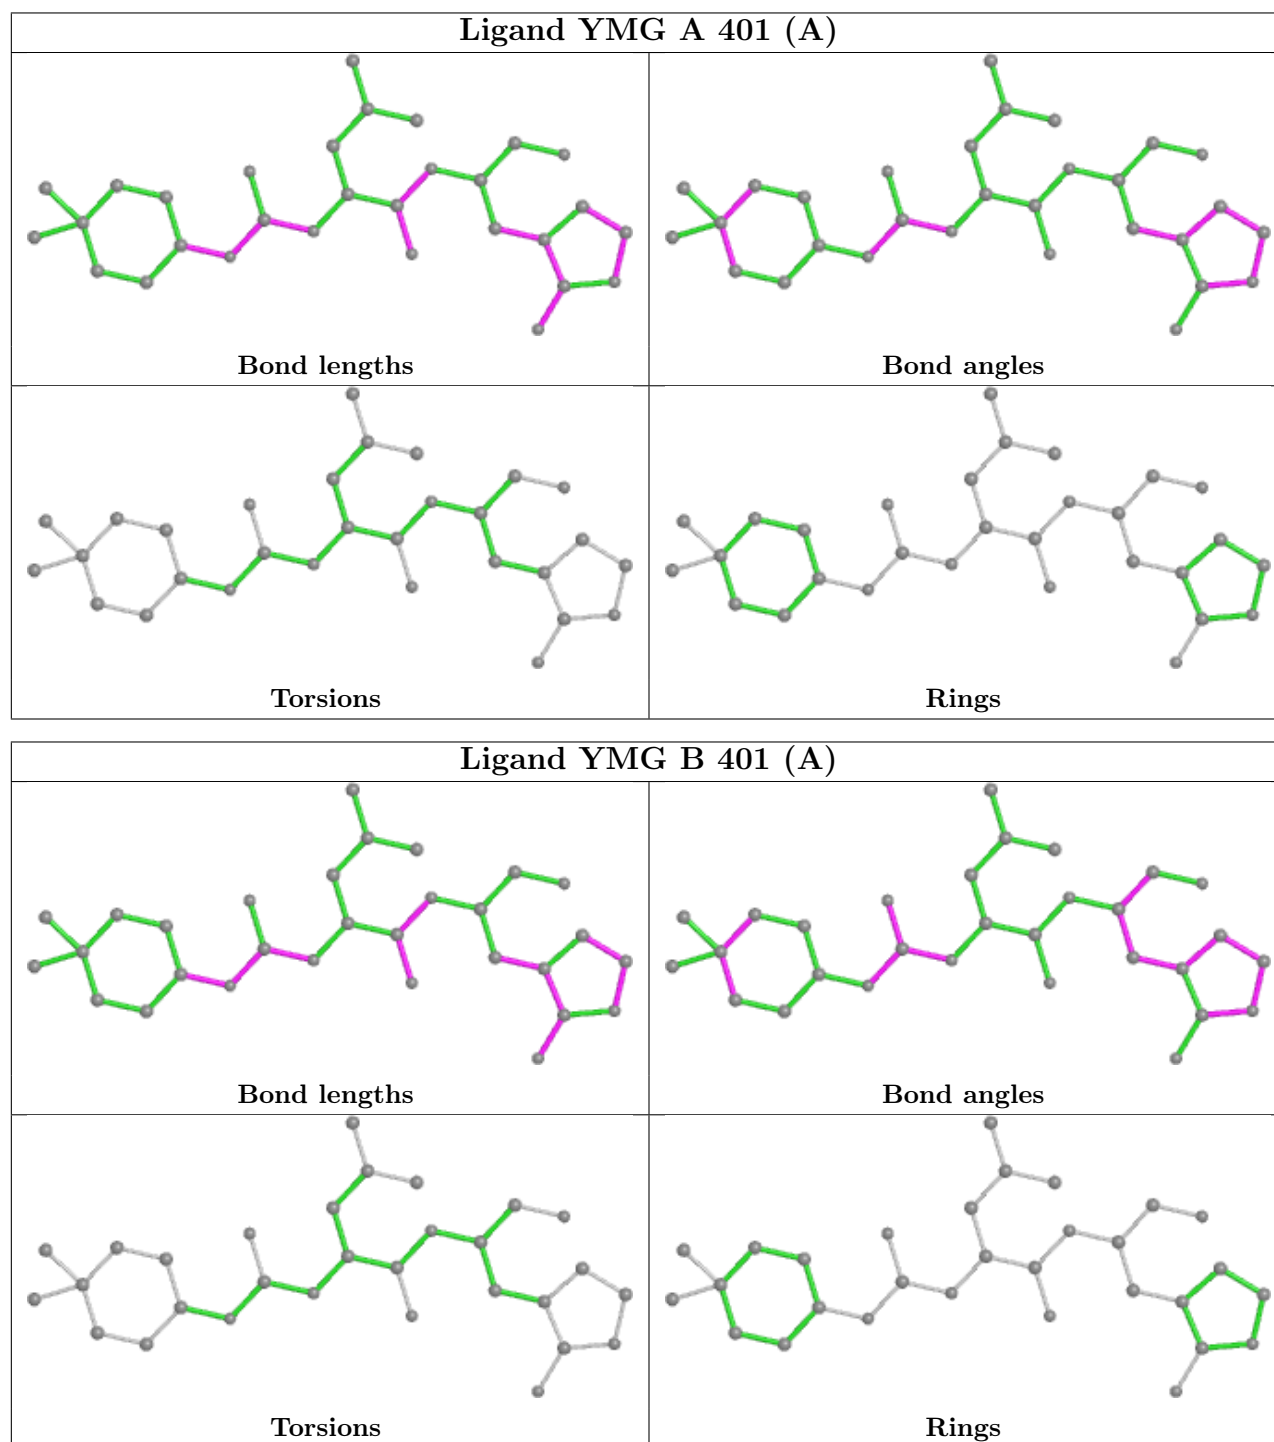 Ligand YMG A 401 (A)
Bond lengths
Bond angles
Torsions
Rings
Ligand YMG B 401 (A)
Bond lengths
Bond angles
Torsions
Rings